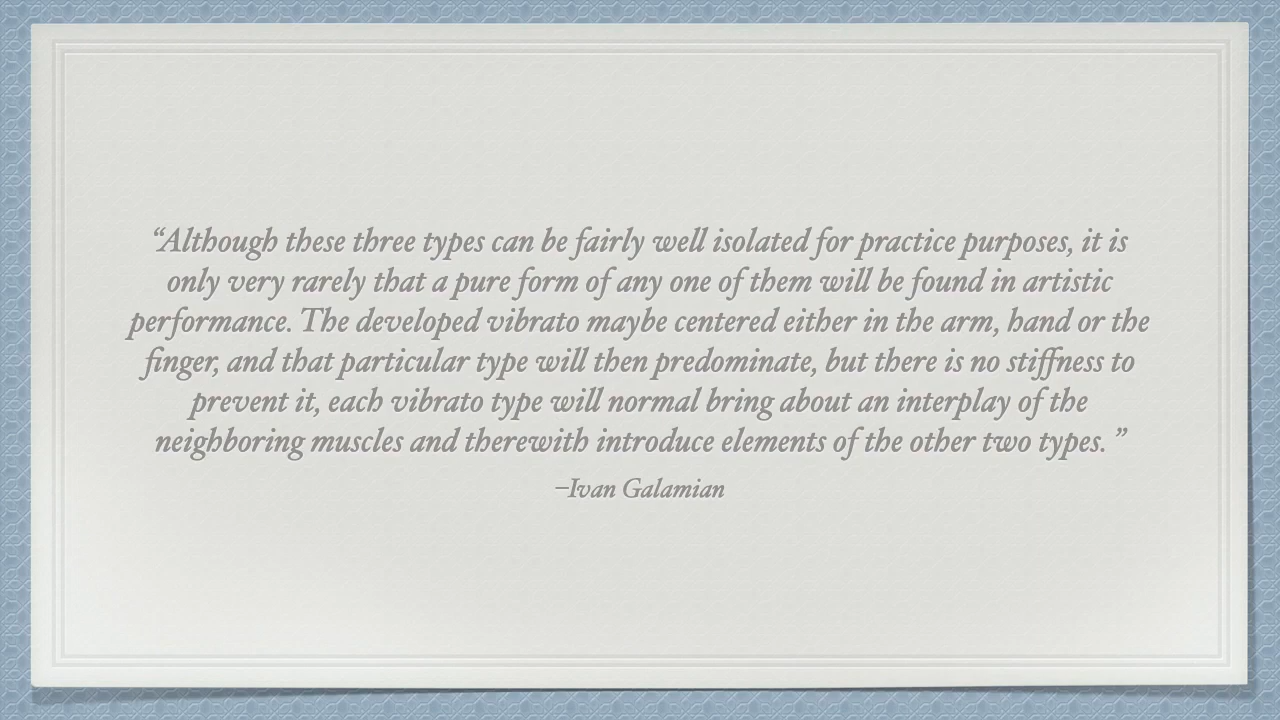 “Although these three types can be fairly well isolated for practice purposes, it is
only very rarely that a pure form of any one of them will be found in artistic
performance. The developed vibrato maybe centered either in the arm, hand or the
finger, and that particular type will then predominate, but there is no stiffness to
prevent it, each vibrato type will normal bring about an interplay of the
neighboring muscles and therewith introduce elements of the other two types. ”
–Ivan Galamian